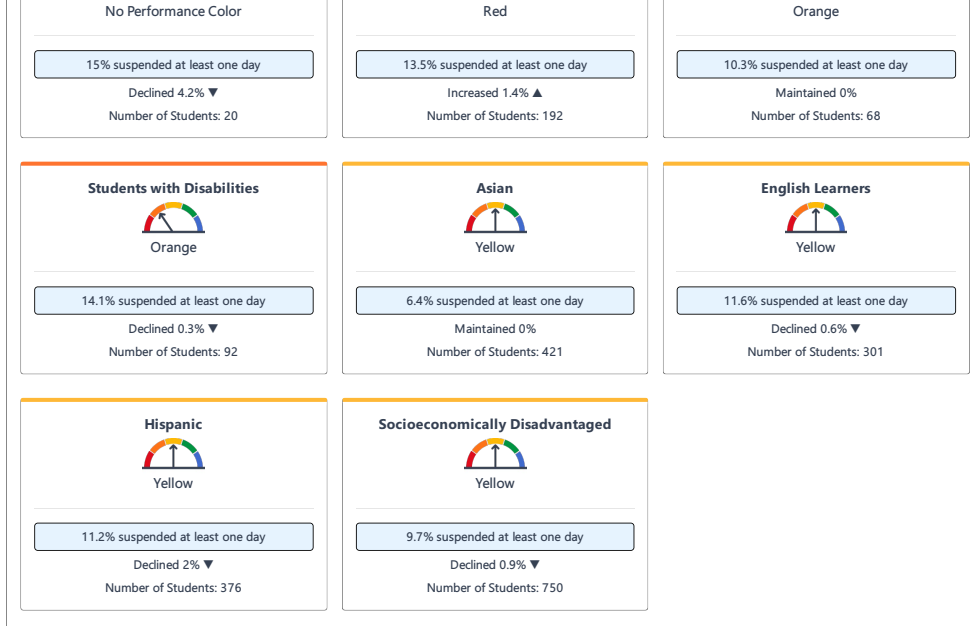 No Performance Color
15% suspended at least one day
Declined 4.2% ▼
Number of Students: 20
Red
13.5% suspended at least one day
Increased 1.4% ▲
Number of Students: 192
Orange
10.3% suspended at least one day
Maintained 0%
Number of Students: 68
Students with Disabilities
Orange
14.1% suspended at least one day
Declined 0.3% ▼
Number of Students: 92
Asian
Yellow
6.4% suspended at least one day
Maintained 0%
Number of Students: 421
English Learners
Yellow
11.6% suspended at least one day
Declined 0.6% ▼
Number of Students: 301
Hispanic
Yellow
11.2% suspended at least one day
Declined 2% ▼
Number of Students: 376
Socioeconomically Disadvantaged
Yellow
9.7% suspended at least one day
Declined 0.9% ▼
Number of Students: 750